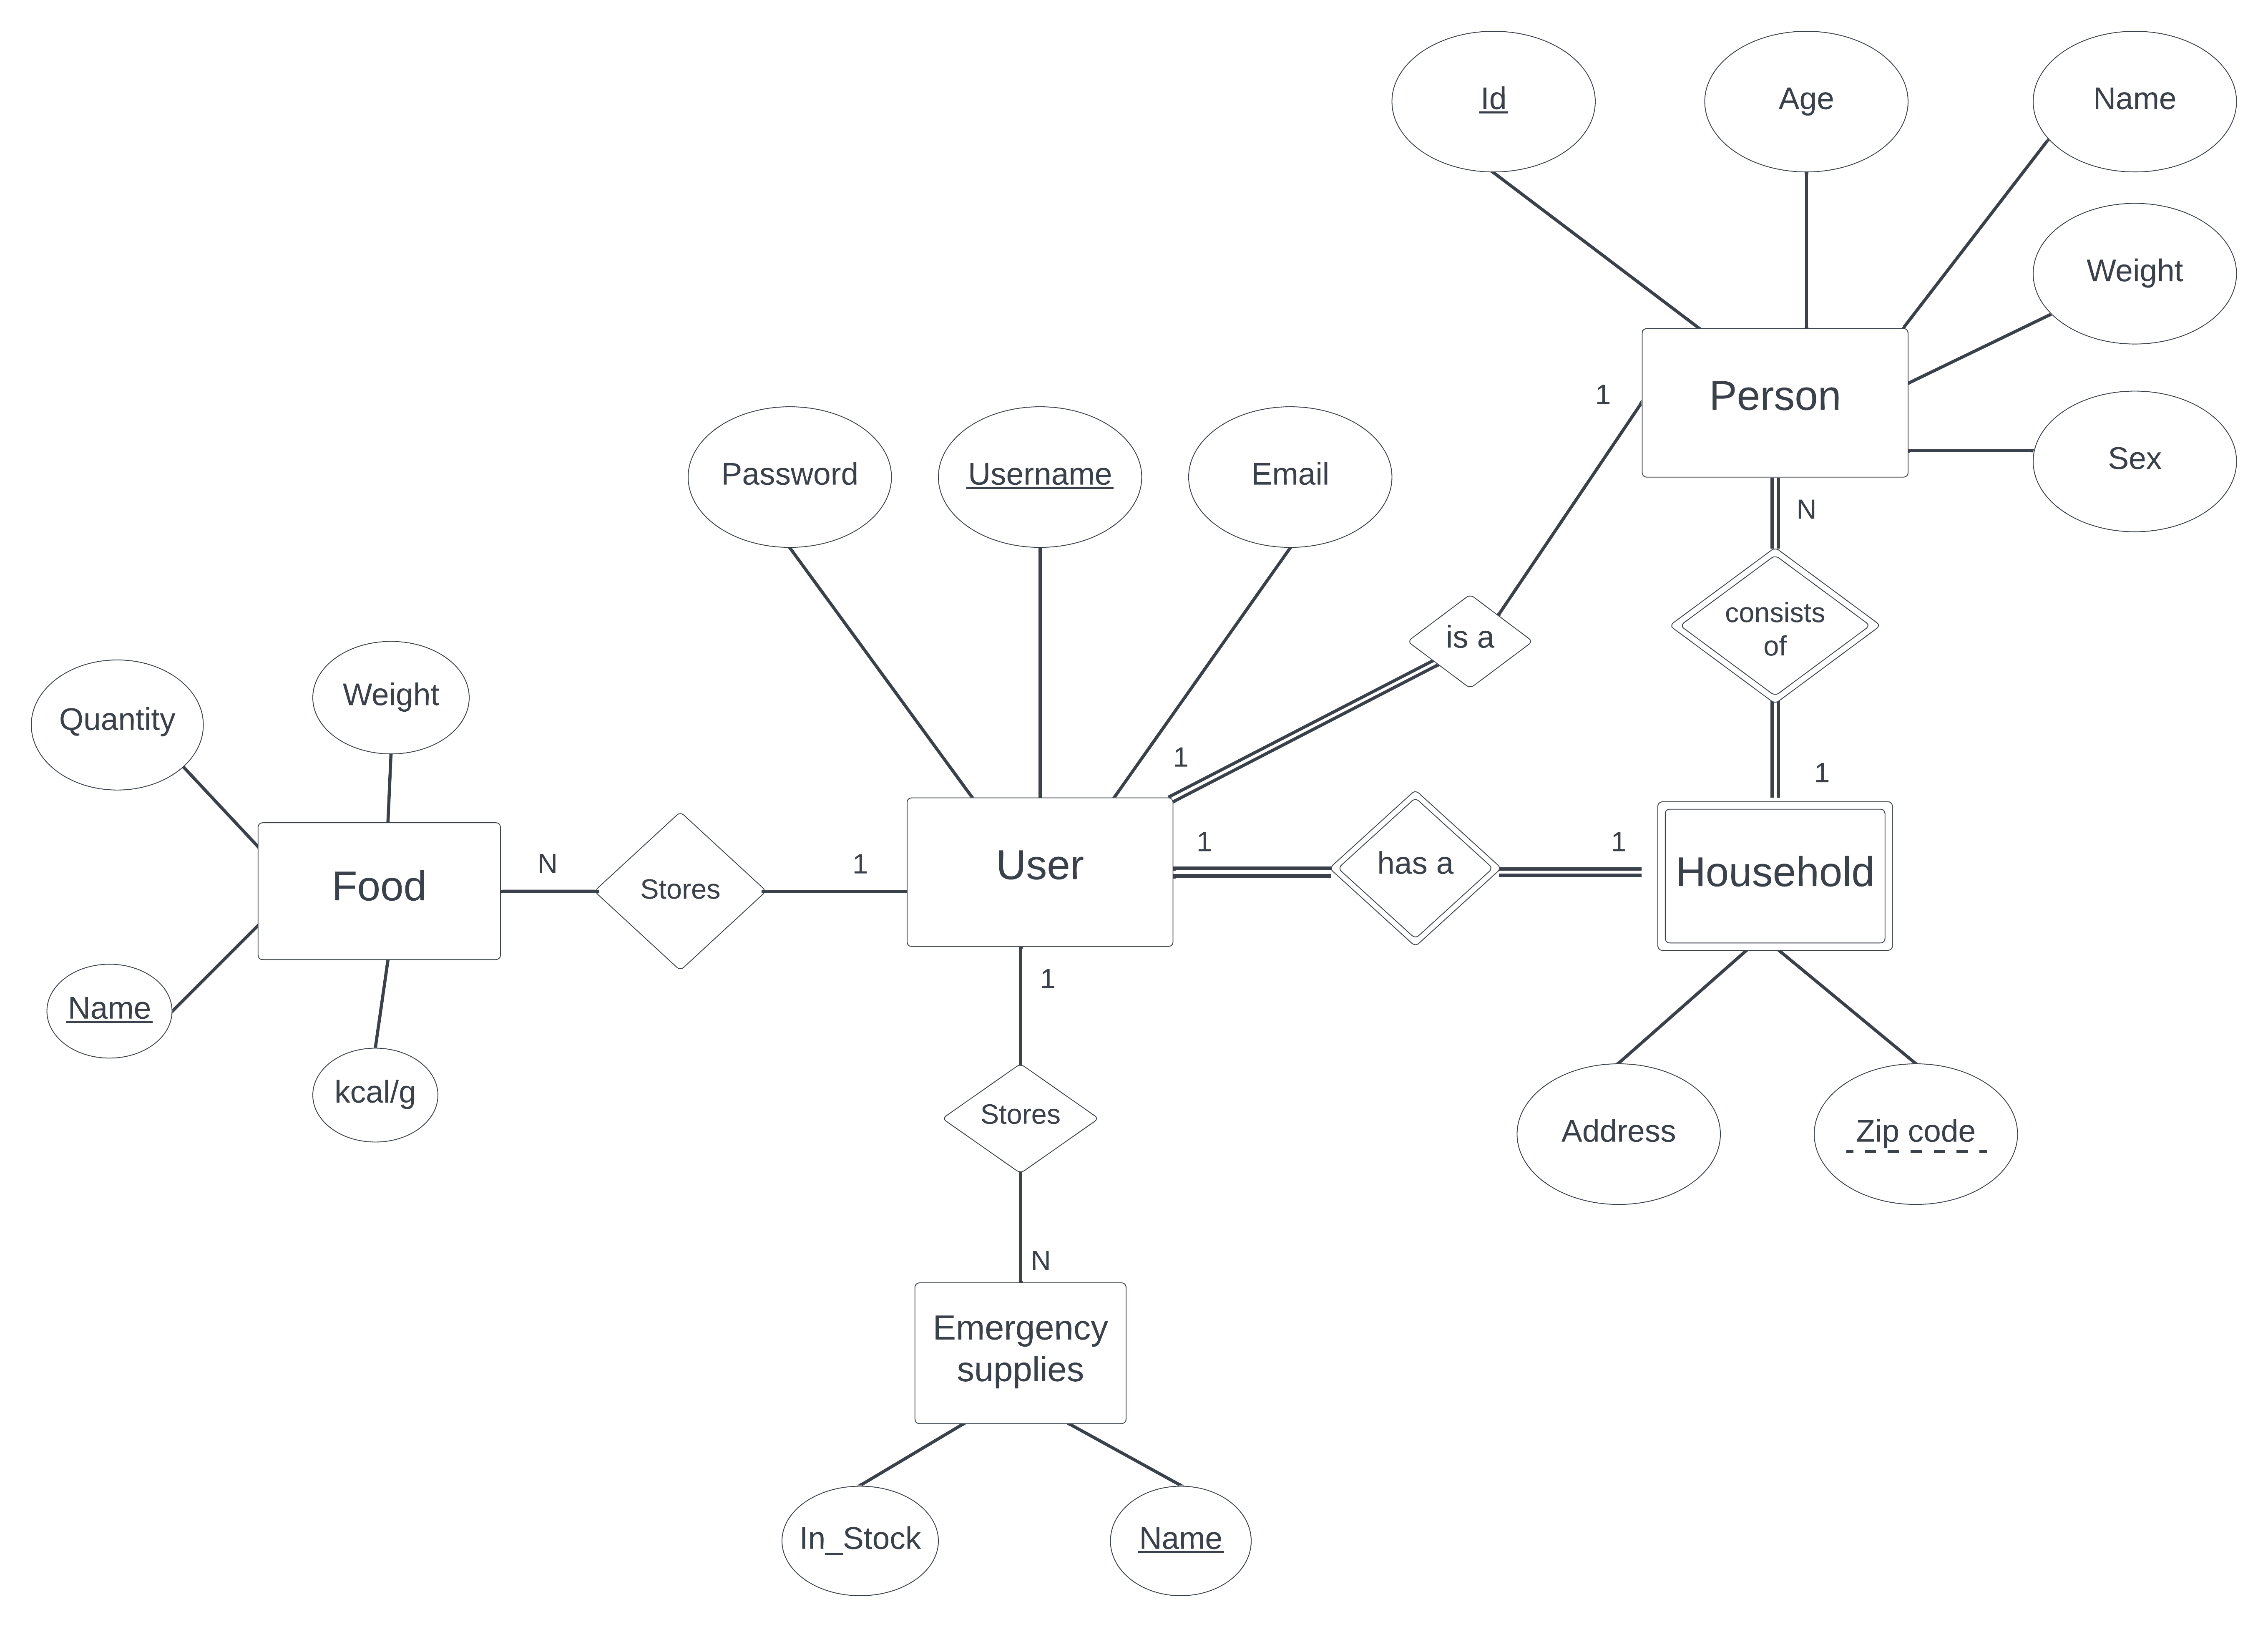 Id
Age
Name
Weight
Person
1
Sex
Password
Username
Email
N
consists
of
is a
Quantity
Weight
1
1
Food
N
Stores
1
User
1
has a
1
Household
Name
kcal/g
1
Stores
Address
Zip code
N
Emergency
supplies
In_Stock
Name